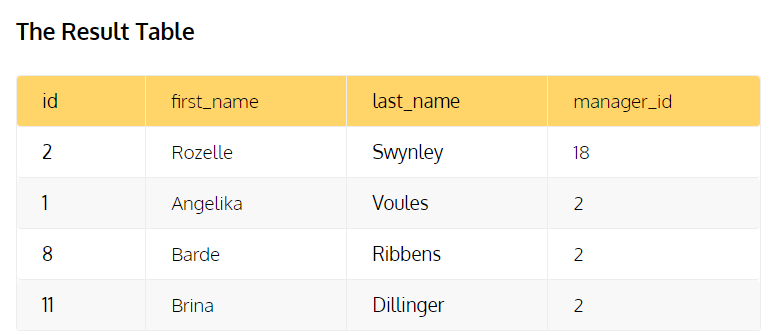 The Result Table
id first_name last_name manager_id
2 Rozelle Swynley 18
1 Angelika Voules 2
8 Barde Ribbens 2
11 Brina Dillinger 2